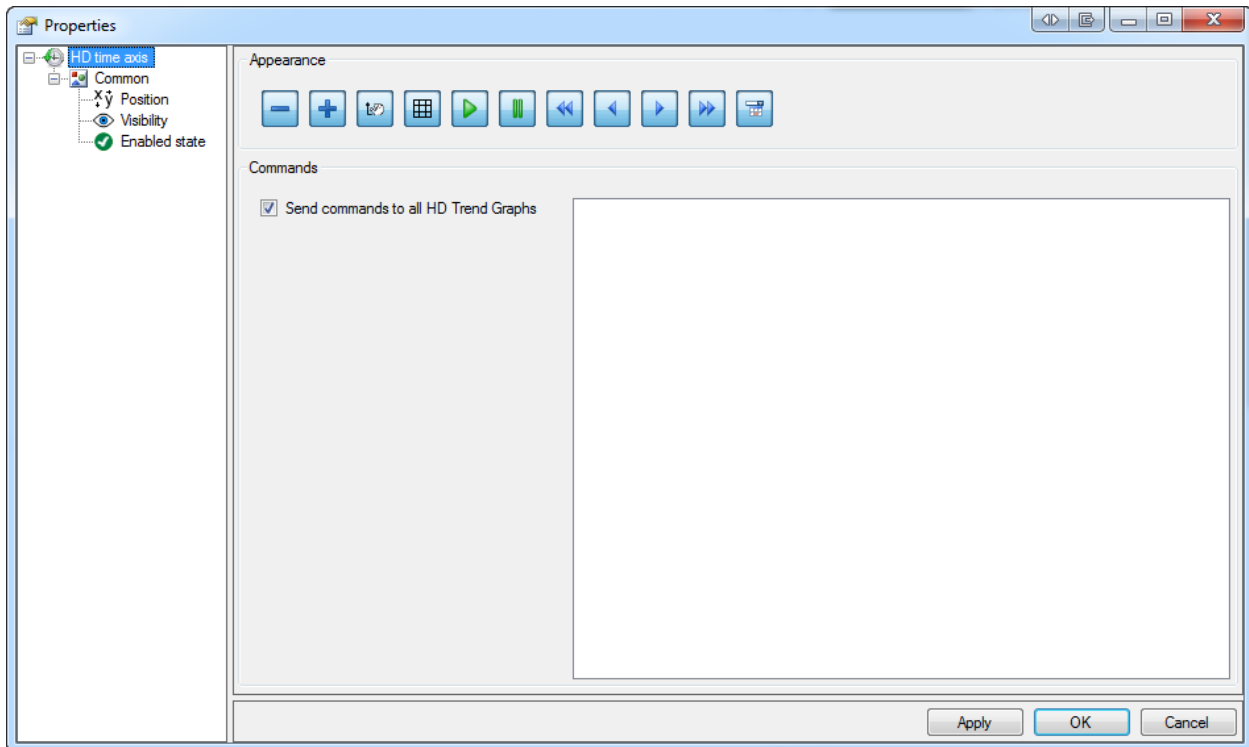 Properties
HD time axis
Common
Position
Visibility
Enabled state
Appearance
Commands
Send commands to all HD Trend Graphs
Apply
OK
Cancel